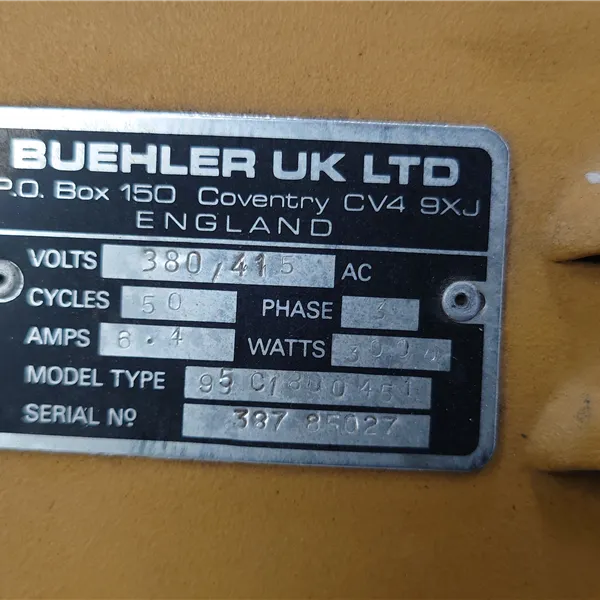 BUEHLER UK LTD
P.O. Box 150 Coventry CV4 9XJ
ENGLAND
VOLTS 380/415 AC
CYCLES 50 PHASE 3
AMPS 6.4 WATTS 3000
MODEL TYPE
SERIAL Nº 387 85027